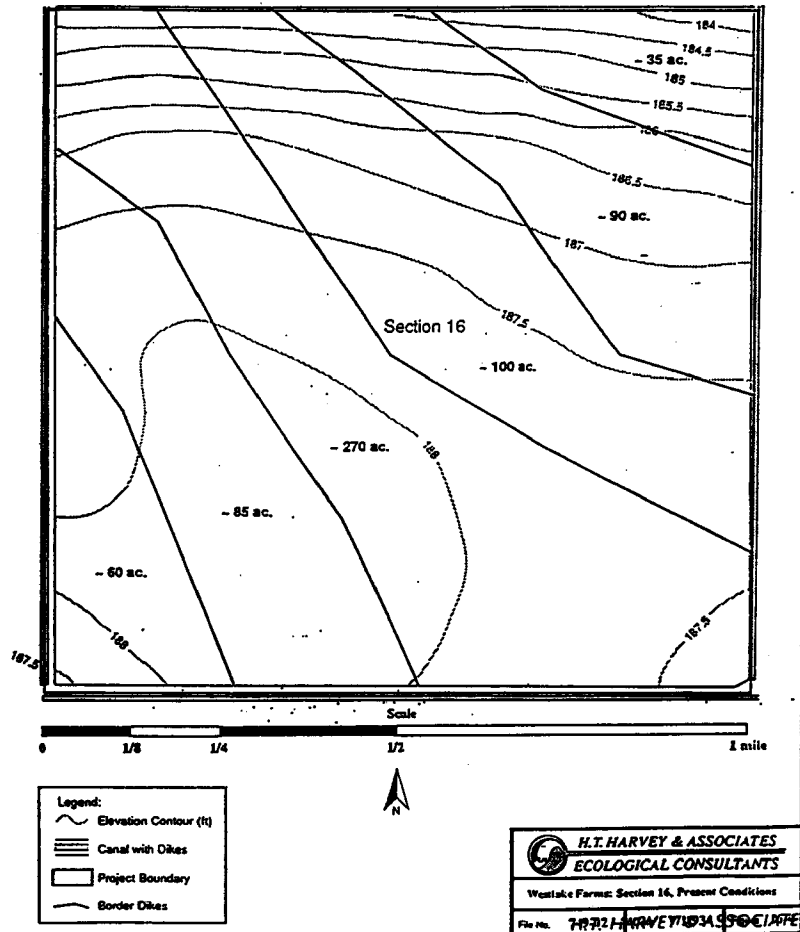 184
184.5
~ 35 ac.
185
185.5
186
186.5
~ 90 ac.
187
187.5
Section 16
~ 100 ac.
188
~ 270 ac.
~ 85 ac.
~ 60 ac.
188
187.5
187.5
Scale
0 1/8 1/4 1/2 1 mile
N
Legend:
Elevation Contour (ft)
Canal with Dikes
Project Boundary
Border Dikes
H.T. HARVEY & ASSOCIATES
ECOLOGICAL CONSULTANTS
Westlake Farms: Section 16, Present Conditions
File No.